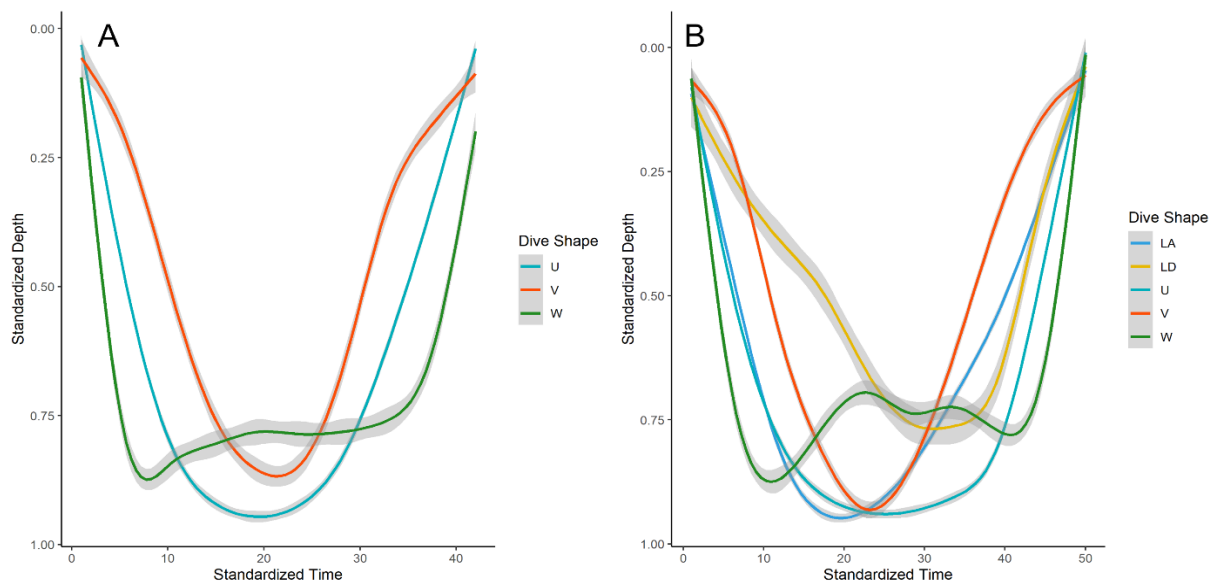 A
0.00
0.25
0.50
0.75
1.00
Standardized Depth
0
10
20
30
40
Standardized Time
Dive Shape
U
V
W
B
0.00
0.25
0.50
0.75
1.00
Standardized Depth
0
10
20
30
40
50
Standardized Time
Dive Shape
LA
LD
U
V
W